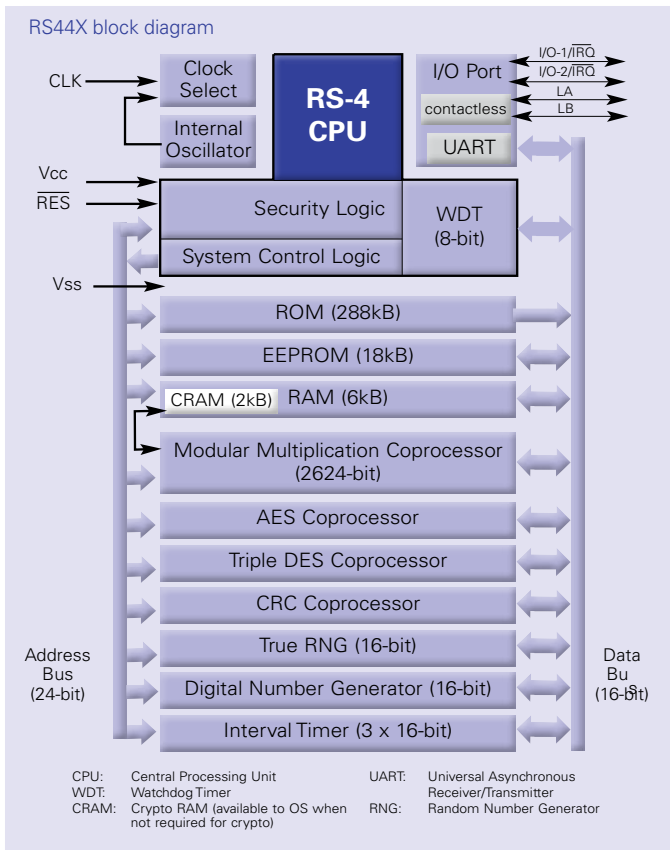 RS44X block diagram
CLK
Clock
Select
Internal
Oscillator
RS-4
CPU
I/O Port
contactless
UART
I/O-1/IRQ
I/O-2/IRQ
LA
LB
Vcc
RES
Security Logic
System Control Logic
WDT
(8-bit)
Vss
ROM (288kB)
EEPROM (18kB)
CRAM (2kB)
RAM (6kB)
Modular Multiplication Coprocessor
(2624-bit)
AES Coprocessor
Triple DES Coprocessor
CRC Coprocessor
True RNG (16-bit)
Digital Number Generator (16-bit)
Interval Timer (3 x 16-bit)
Address
Bus
(24-bit)
Data
Bus
(16-bit)
CPU: Central Processing Unit
WDT: Watchdog Timer
CRAM: Crypto RAM (available to OS when
not required for crypto)
UART: Universal Asynchronous
Receiver/Transmitter
RNG: Random Number Generator